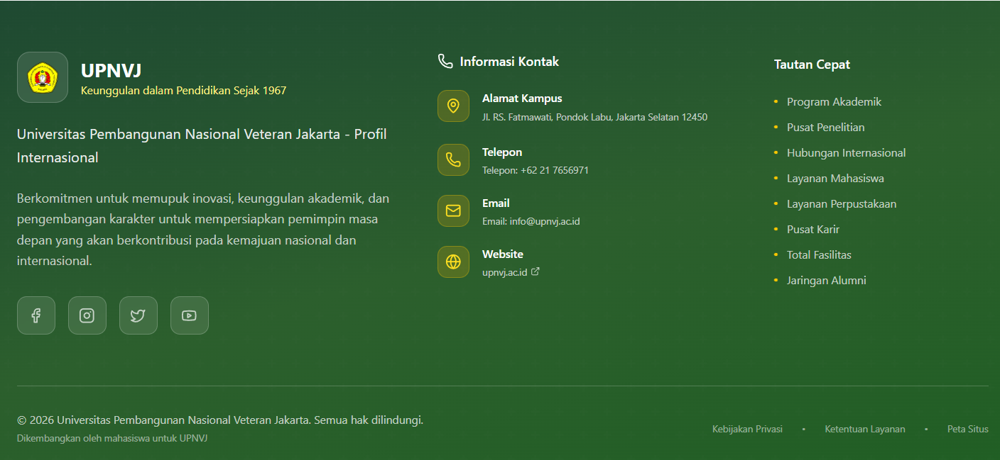 UPNVJ
Keunggulan dalam Pendidikan Sejak 1967
Universitas Pembangunan Nasional Veteran Jakarta - Profil
Internasional
Berkomitmen untuk memupuk inovasi, keunggulan akademik, dan
pengembangan karakter untuk mempersiapkan pemimpin masa
depan yang akan berkontribusi pada kemajuan nasional dan
internasional.
Informasi Kontak
Alamat Kampus
Jl. RS. Fatmawati, Pondok Labu, Jakarta Selatan 12450
Telepon
Telepon: +62 21 7656971
Email
Email: info@upnvj.ac.id
Website
upnvj.ac.id
Tautan Cepat
• Program Akademik
• Pusat Penelitian
• Hubungan Internasional
• Layanan Mahasiswa
• Layanan Perpustakaan
• Pusat Karir
• Total Fasilitas
• Jaringan Alumni
© 2026 Universitas Pembangunan Nasional Veteran Jakarta. Semua hak dilindungi.
Dikembangkan oleh mahasiswa untuk UPNVJ
Kebijakan Privasi • Ketentuan Layanan • Peta Situs